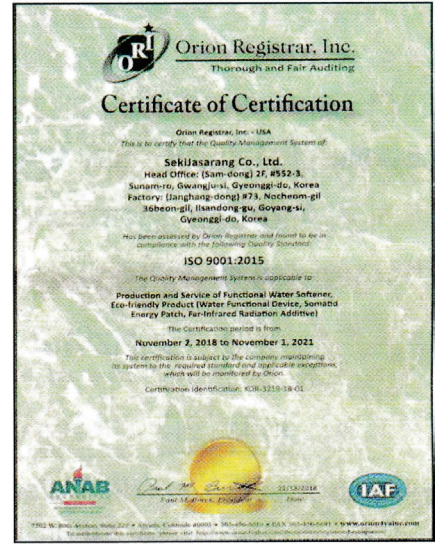 ORI
Orion Registrar, Inc.
Thorough and Fair Auditing
Certificate of Certification
Orion Registrar, Inc. - USA
This is to certify that the Quality Management System of:
SekiJasarang Co., Ltd.
Head Office: (Sam-dong) 2F, #552-3,
Sunam-ro, Gwangju-si, Gyeonggi-do, Korea
Factory: (Janghang-dong) #73, Nocheom-gil
36beon-gil, Ilsandong-gu, Goyang-si,
Gyeonggi-do, Korea
Has been assessed by Orion Registrar and found to be in
compliance with the following Quality Standard:
ISO 9001:2015
The Quality Management System is applicable to:
Production and Service of Functional Water Softener,
Eco-friendly Product (Water Functional Device, Somatid
Energy Patch, Far-Infrared Radiation Additive)
The Certification period is from
November 2, 2018 to November 1, 2021
This certification is subject to the company maintaining
its system to the required standard and applicable exceptions,
which will be monitored by Orion.
Certification Identification: KOR-3219-18-01
ANAB
President
Date
IAF